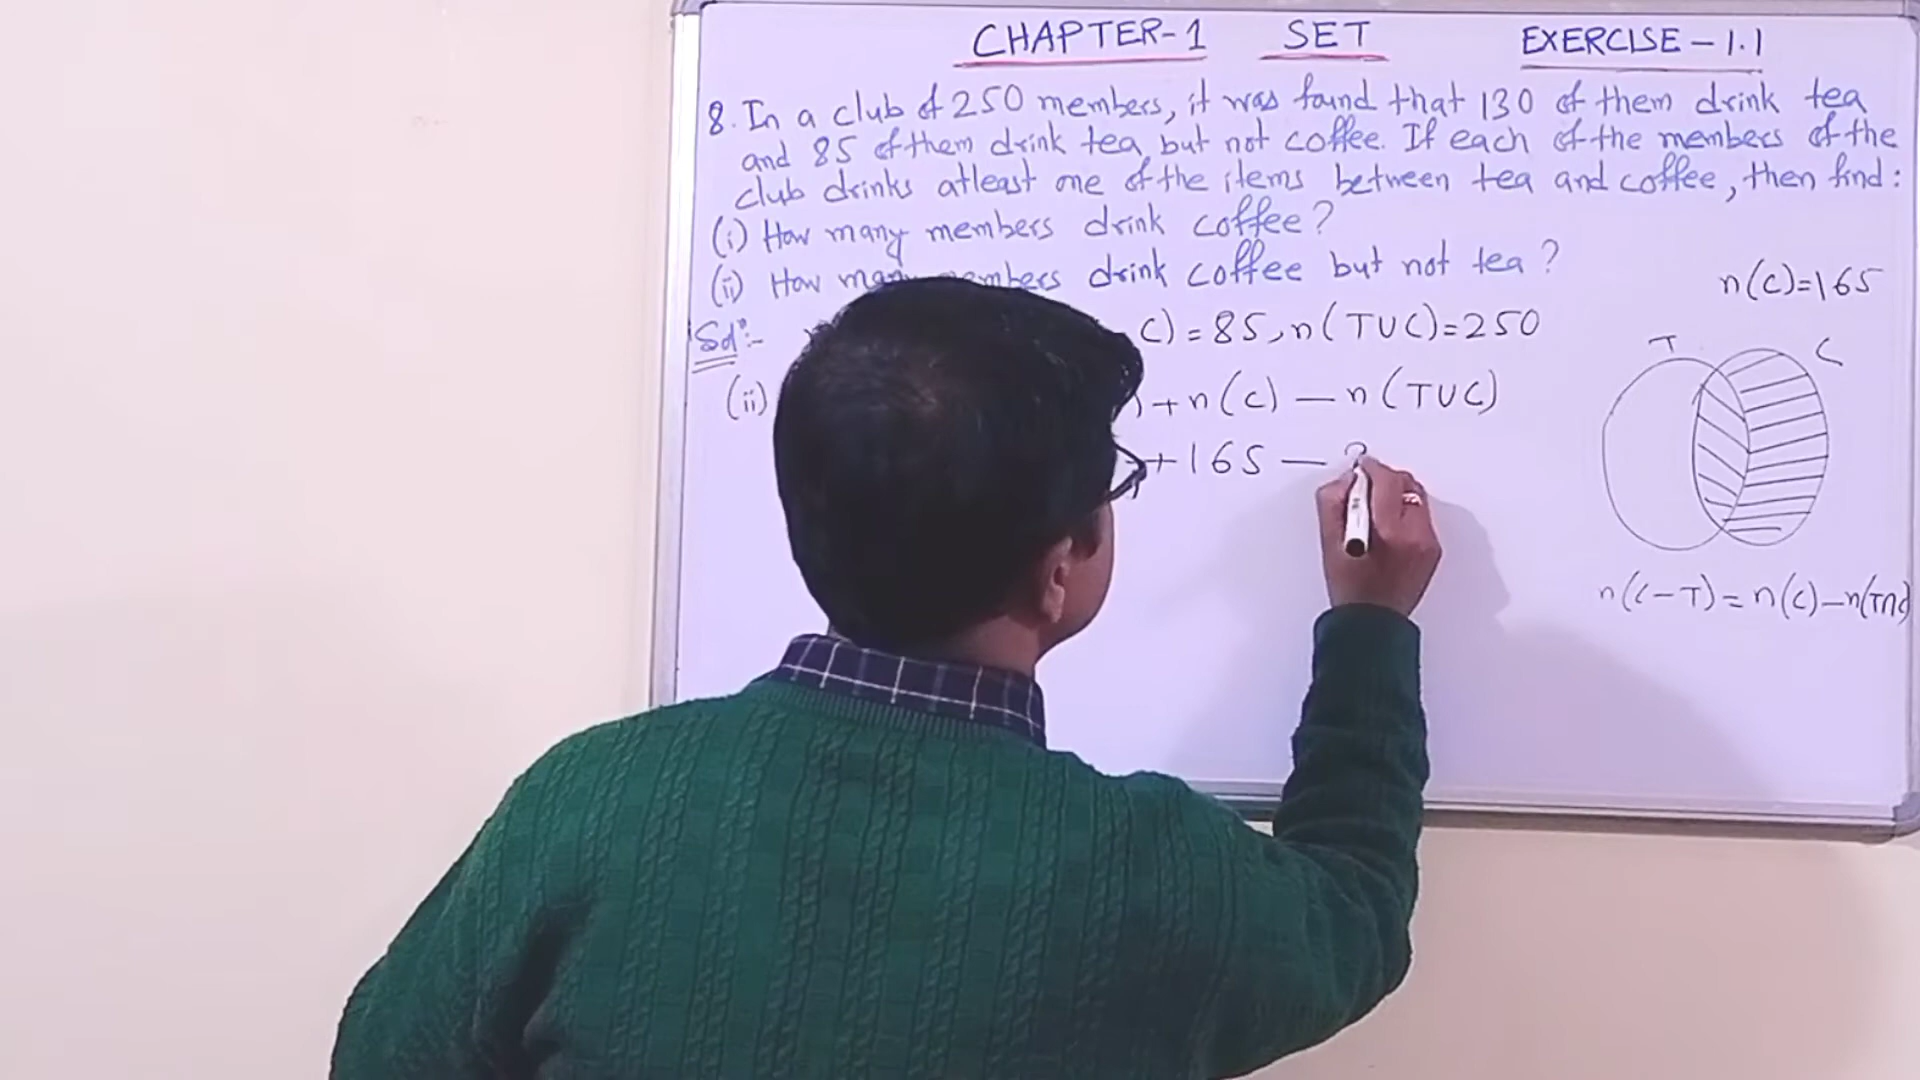 CHAPTER-1 SET EXERCISE-1.1
8. In a club of 250 members, it was found that 130 of them drink tea
and 85 of them drink tea but not coffee. If each of the members of the
club drinks atleast one of the items between tea and coffee, then find:
(i) How many members drink coffee?
(ii) How many members drink coffee but not tea?
n(C)=165
Solⁿ:- C) = 85, n(TUC)=250
T C
(ii) ) + n(C) — n(TUC)
+ 165 —
n(C-T) = n(C)-n(T∩C)